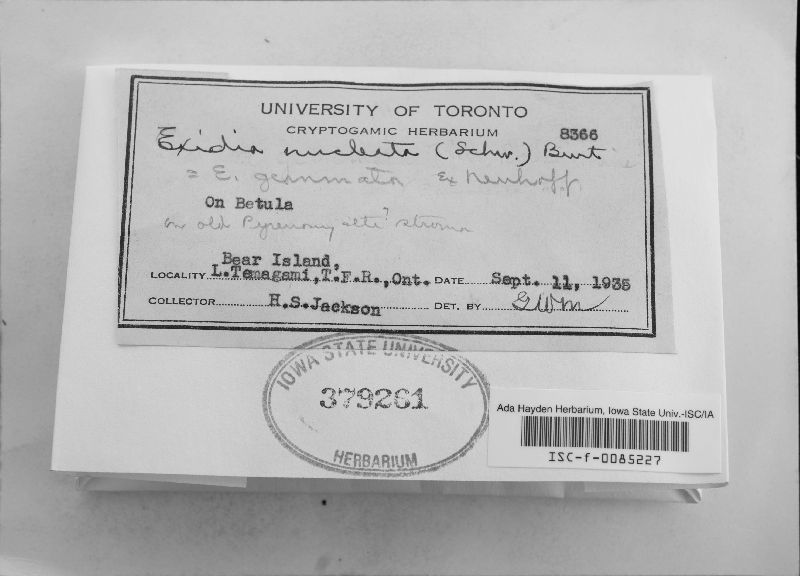 UNIVERSITY OF TORONTO
CRYPTOGAMIC HERBARIUM 8366
Exidia nucleata (Schw.) Burt
= E. gemmata ex Neuhoff
On Betula
on old Pyrenomycete? stroma
Bear Island,
LOCALITY L.Temagami,T.F.R.,Ont. DATE Sept. 11, 1935
COLLECTOR H.S.Jackson DET. BY GWM
IOWA STATE UNIVERSITY
379261
HERBARIUM
Ada Hayden Herbarium, Iowa State Univ.-ISC/IA
ISC-f-0085227